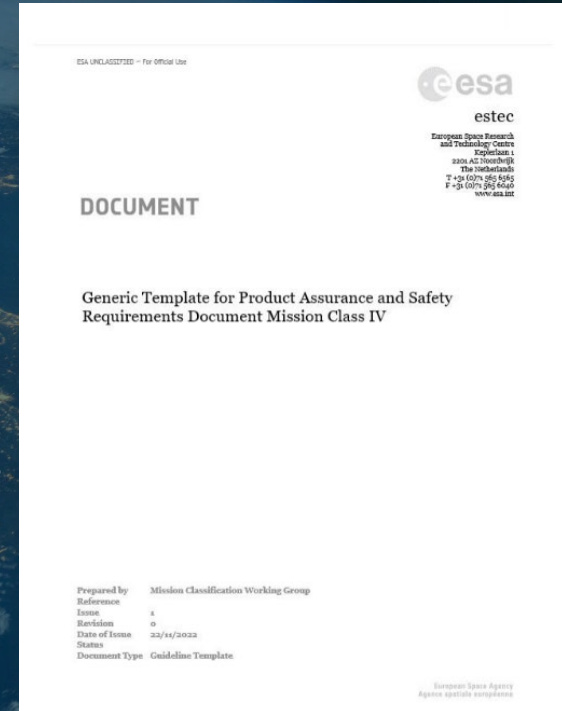 ESA UNCLASSIFIED – For Official Use
esa
estec
European Space Research
and Technology Centre
Keplerlaan 1
2201 AZ Noordwijk
The Netherlands
T +31 (0)71 565 6565
F +31 (0)71 565 6040
www.esa.int
DOCUMENT
Generic Template for Product Assurance and Safety
Requirements Document Mission Class IV
Prepared by Mission Classification Working Group
Reference
Issue 1
Revision 0
Date of Issue 22/11/2022
Status
Document Type Guideline Template
European Space Agency
Agence spatiale européenne